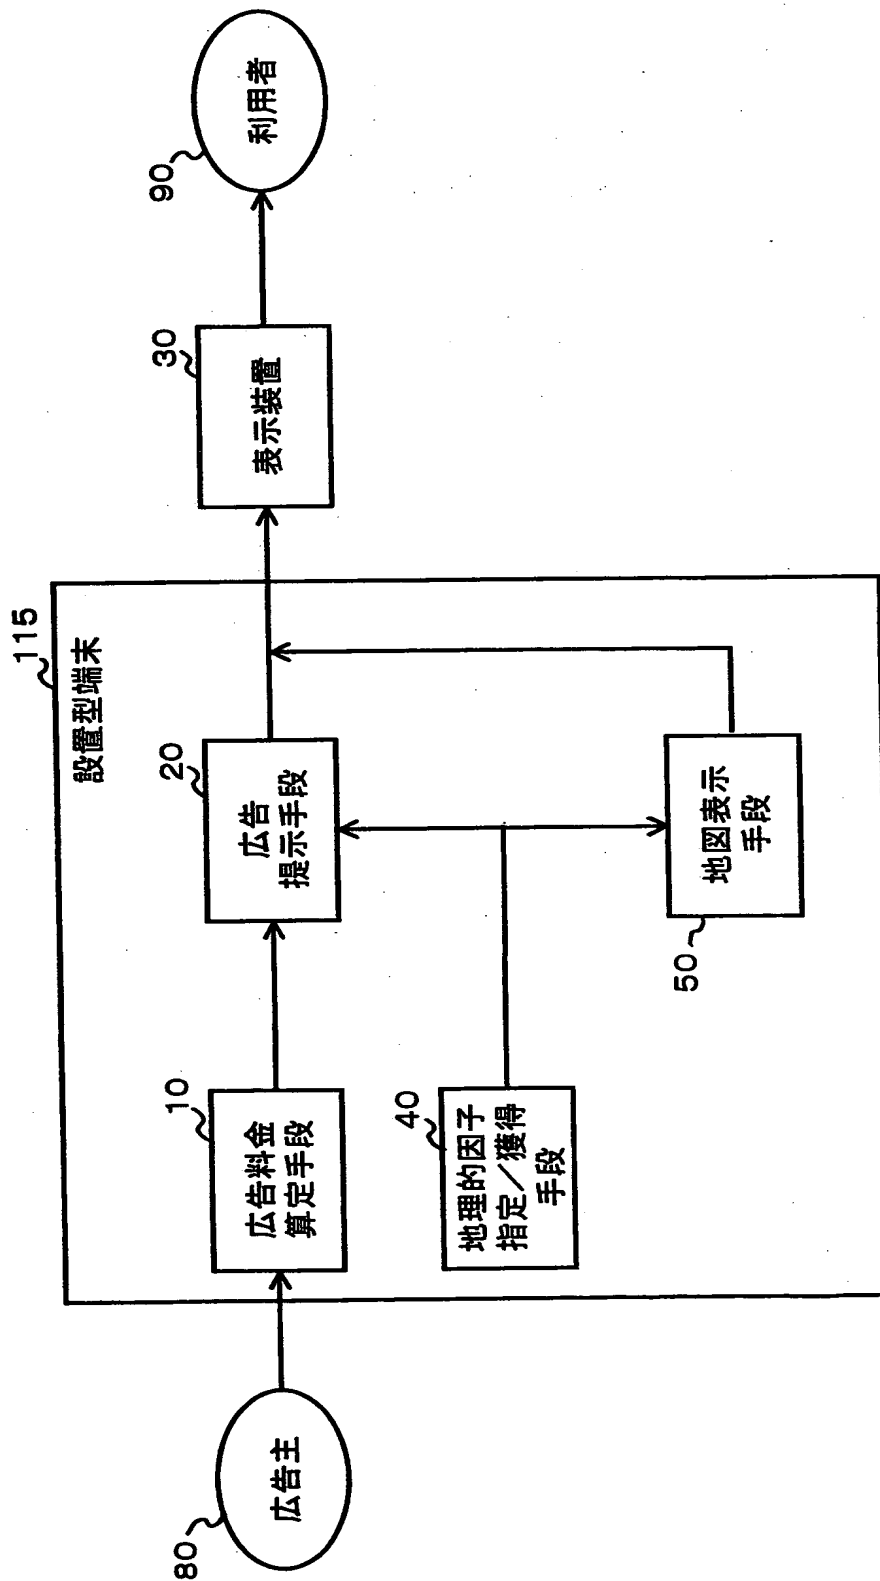 115
設置型端末
80
広告主
10
広告料金
算定手段
20
広告
提示手段
30
表示装置
90
利用者
40
地理的因子
指定／獲得
手段
50
地図表示
手段